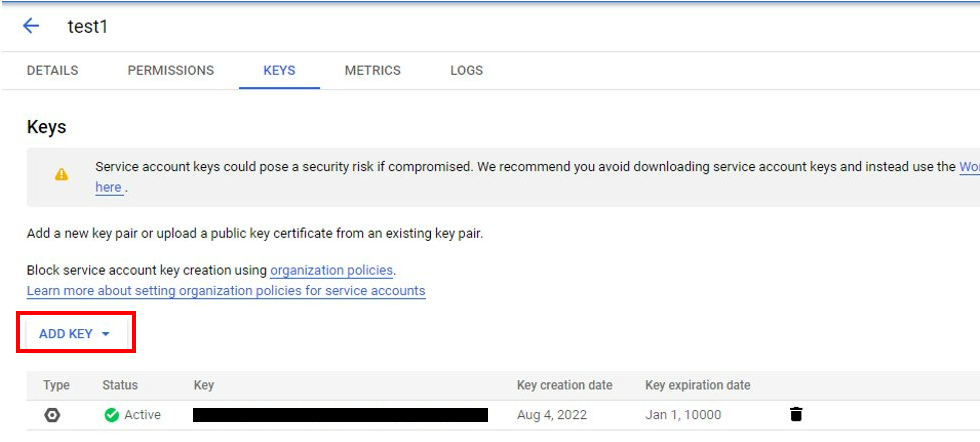 test1
DETAILS PERMISSIONS KEYS METRICS LOGS
Keys
Service account keys could pose a security risk if compromised. We recommend you avoid downloading service account keys and instead use the
here .
Add a new key pair or upload a public key certificate from an existing key pair.
Block service account key creation using organization policies.
Learn more about setting organization policies for service accounts
ADD KEY
Type Status Key Key creation date Key expiration date
Active Aug 4, 2022 Jan 1, 10000